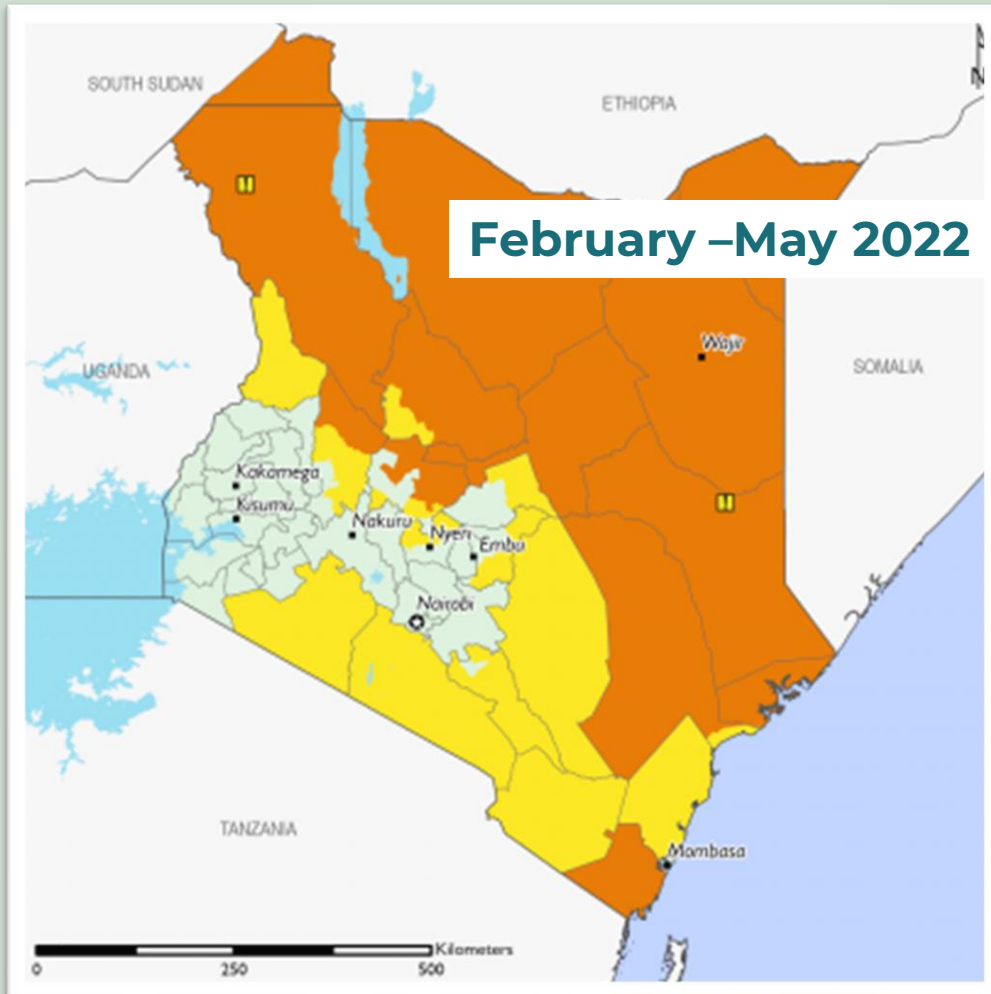 SOUTH SUDAN
ETHIOPIA
N
!
February –May 2022
Wajir
UGANDA
SOMALIA
Kakamega
Kisumu
Nakuru
Nyeri
Embu
!
Nairobi
TANZANIA
Mombasa
Kilometers
0 250 500